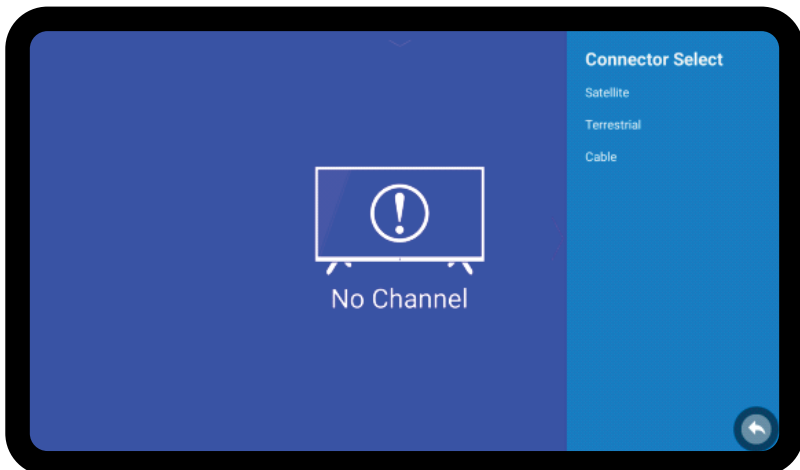 No Channel
Connector Select
Satellite
Terrestrial
Cable